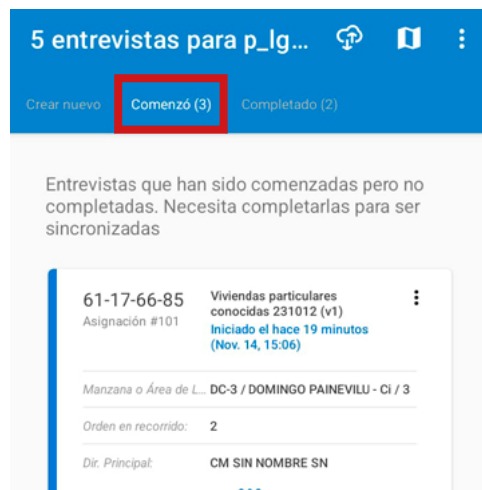 5 entrevistas para p_lg...
Crear nuevo Comenzó (3) Completado (2)
Entrevistas que han sido comenzadas pero no
completadas. Necesita completarlas para ser
sincronizadas
61-17-66-85
Asignación #101
Viviendas particulares
conocidas 231012 (v1)
Iniciado el hace 19 minutos
(Nov. 14, 15:06)
Manzana o Área de L... DC-3 / DOMINGO PAINEVILU - Ci / 3
Orden en recorrido: 2
Dir. Principal: CM SIN NOMBRE SN